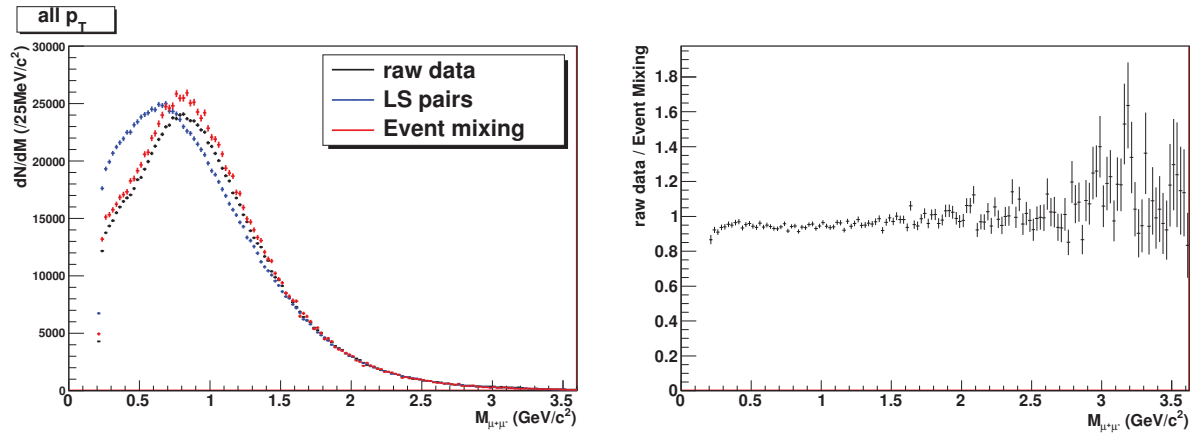 all p_T
dN/dM (/25MeV/c²)
30000
25000
20000
15000
10000
5000
0
raw data
LS pairs
Event mixing
0 0.5 1 1.5 2 2.5 3 3.5
M_μ⁺μ⁻ (GeV/c²)
raw data / Event Mixing
1.8
1.6
1.4
1.2
1
0.8
0.6
0.4
0.2
0
0 0.5 1 1.5 2 2.5 3 3.5
M_μ⁺μ⁻ (GeV/c²)